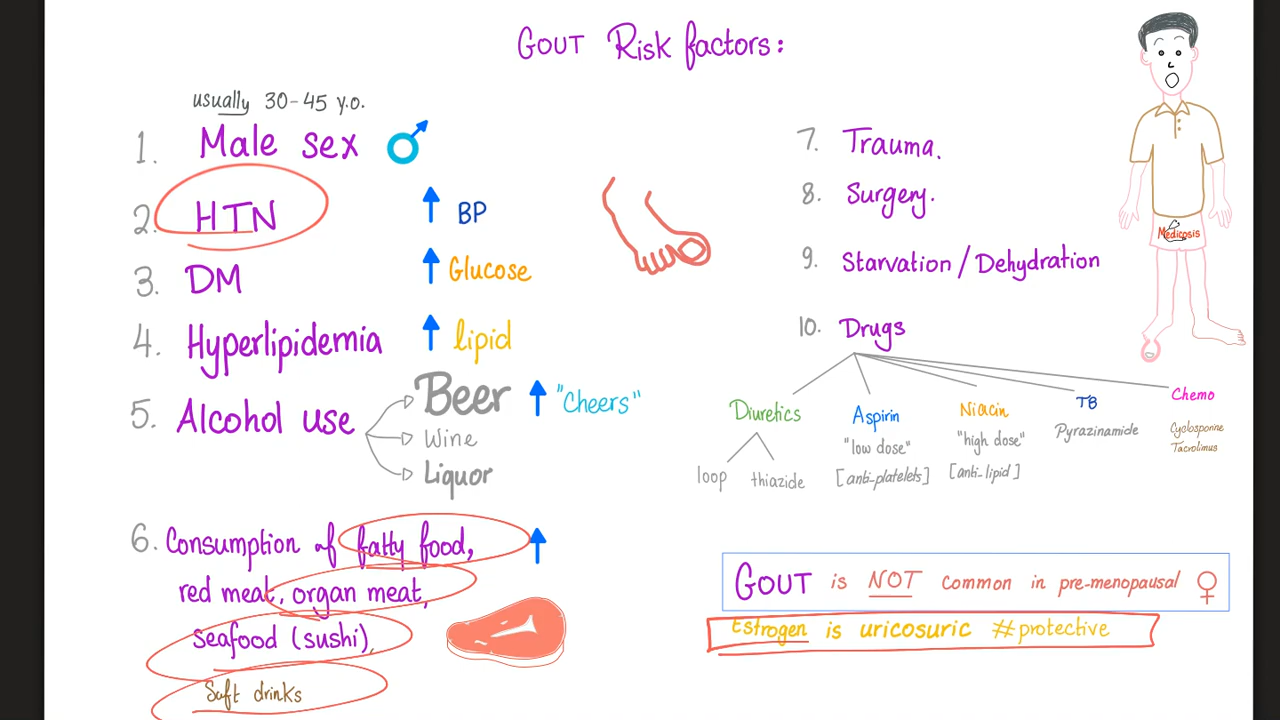 Gout Risk factors:
usually 30-45 y.o.
1. Male sex
2. HTN ↑ BP
3. DM ↑ Glucose
4. Hyperlipidemia ↑ lipid
5. Alcohol use
Beer ↑ "Cheers"
Wine
Liquor
6. Consumption of fatty food, ↑
red meat, organ meat,
seafood (sushi),
Soft drinks
7. Trauma.
8. Surgery.
9. Starvation / Dehydration
10. Drugs
Diuretics
loop thiazide
Aspirin
"low dose"
[anti-platelets]
Niacin
"high dose"
[anti-lipid]
TB
Pyrazinamide
Chemo
Cyclosporine
Tacrolimus
Gout is NOT common in pre-menopausal ♀
Estrogen is uricosuric #protective
Medicosis